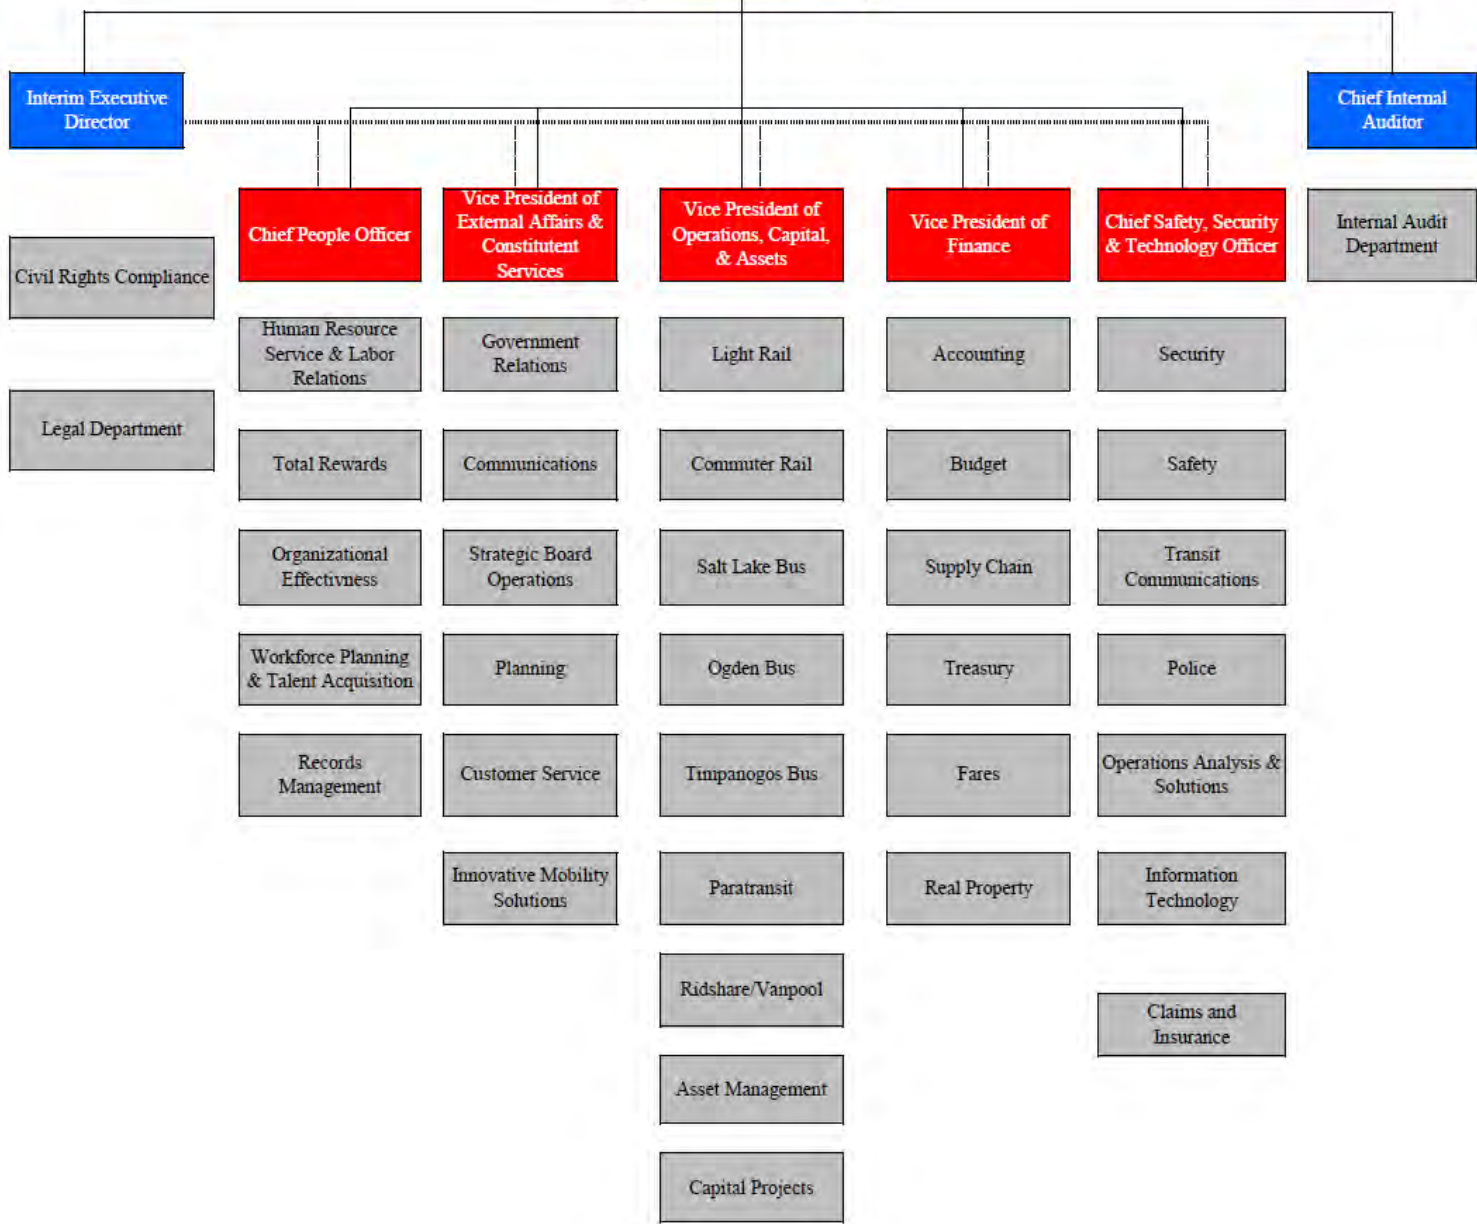 Interim Executive
Director
Chief Internal
Auditor
Civil Rights Compliance
Legal Department
Chief People Officer
Human Resource
Service & Labor
Relations
Total Rewards
Organizational
Effectivness
Workforce Planning
& Talent Acquisition
Records
Management
Vice President of
External Affairs &
Constitutent
Services
Government
Relations
Communications
Strategic Board
Operations
Planning
Customer Service
Innovative Mobility
Solutions
Vice President of
Operations, Capital,
& Assets
Light Rail
Commuter Rail
Salt Lake Bus
Ogden Bus
Timpanogos Bus
Paratransit
Ridshare/Vanpool
Asset Management
Capital Projects
Vice President of
Finance
Accounting
Budget
Supply Chain
Treasury
Fares
Real Property
Chief Safety, Security
& Technology Officer
Security
Safety
Transit
Communications
Police
Operations Analysis &
Solutions
Information
Technology
Claims and
Insurance
Internal Audit
Department